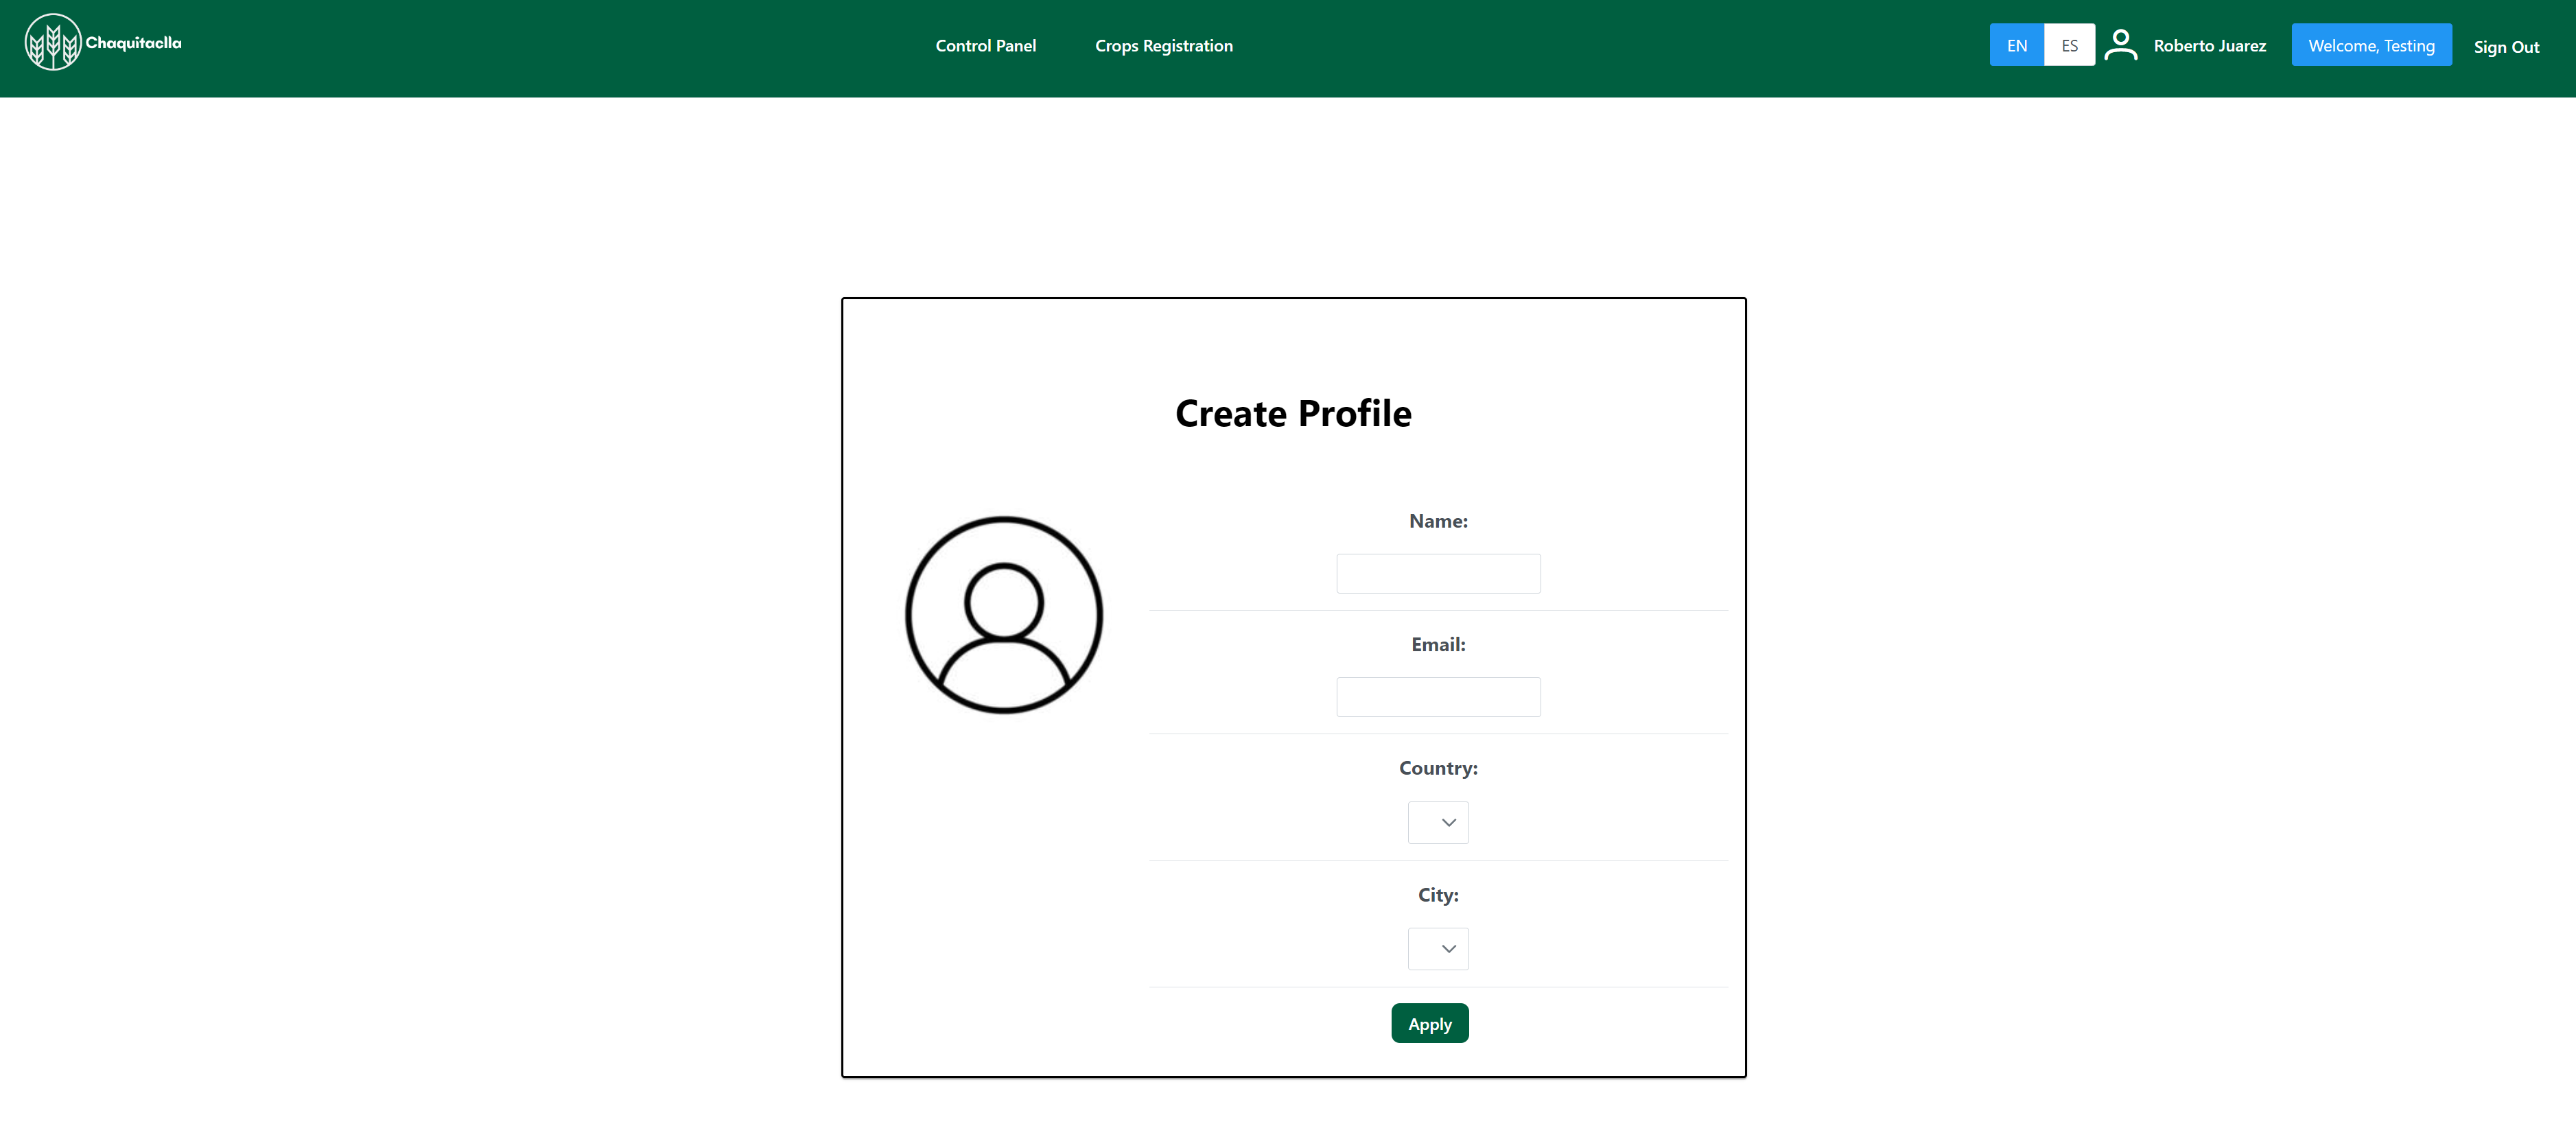 Chaquitaclla
Control Panel
Crops Registration
EN
ES
Roberto Juarez
Welcome, Testing
Sign Out
Create Profile
Name:
Email:
Country:
City:
Apply